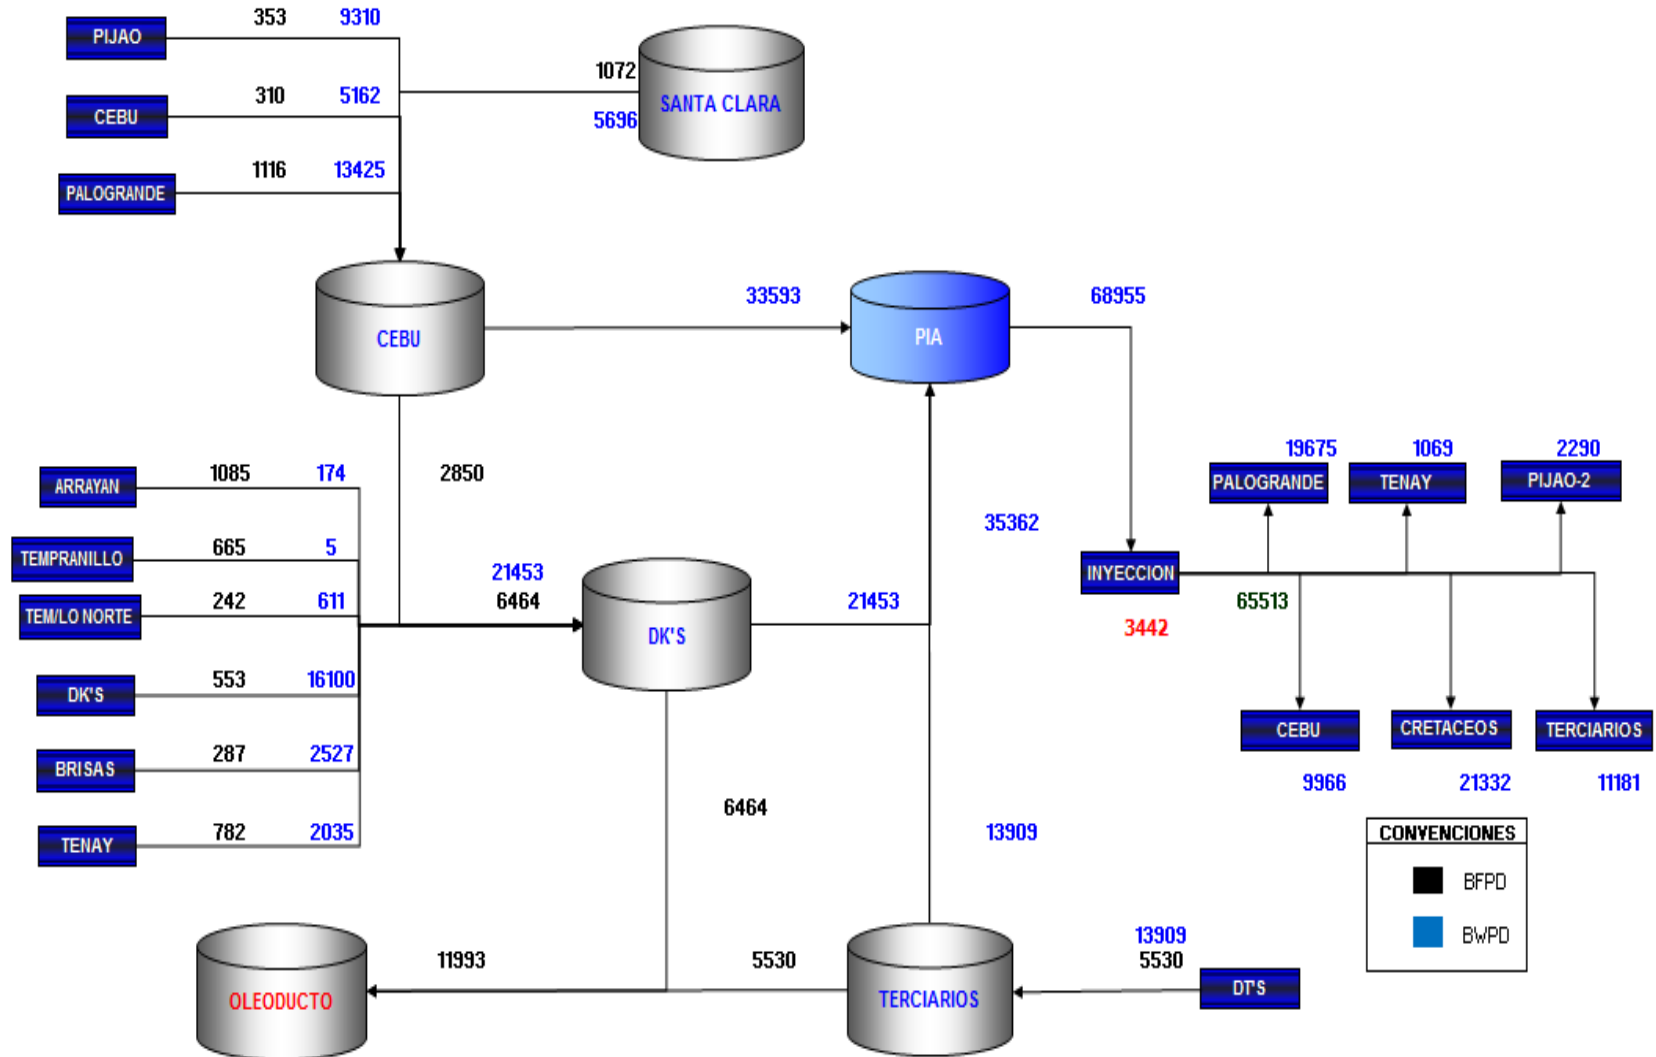 353 9310
PIJAO
1072
SANTA CLARA
5696
310 5162
CEBU
1116 13425
PALOGRANDE
CEBU
33593
PIA
68955
2850
1085 174
ARRAYAN
665 5
TEMPRANILLO
242 611
TEM/LO NORTE
553 16100
DK'S
287 2527
BRISAS
782 2035
TENAY
21453
6464
DK'S
21453
35362
6464
13909
19675 1069 2290
PALOGRANDE TENAY PIJAO-2
INYECCION
65513
3442
CEBU CRETACEOS TERCIARIOS
9966 21332 11181
CONVENCIONES
BFPD
BWPD
11993
OLEODUCTO
5530
TERCIARIOS
13909
5530
DT'S